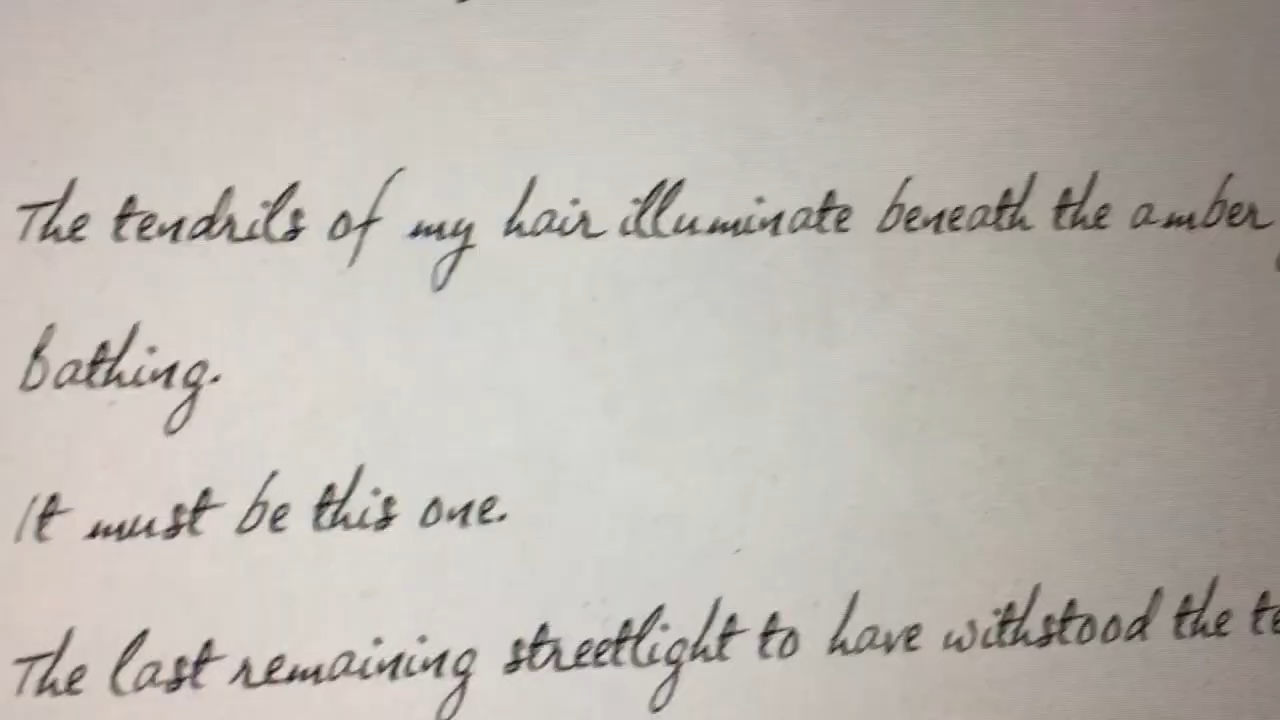 The tendrils of my hair illuminate beneath the amber
Bathing.
It must be this one.
The last remaining streetlight to have withstood the